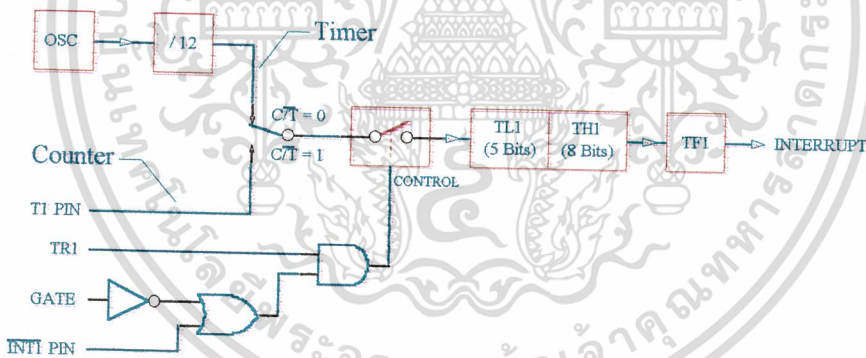 OSC
/12
Timer
C/T̅ = 0
C/T̅ = 1
Counter
T1 PIN
CONTROL
TL1
(5 Bits)
TH1
(8 Bits)
TF1
INTERRUPT
TR1
GATE
I̅N̅T̅1̅ PIN